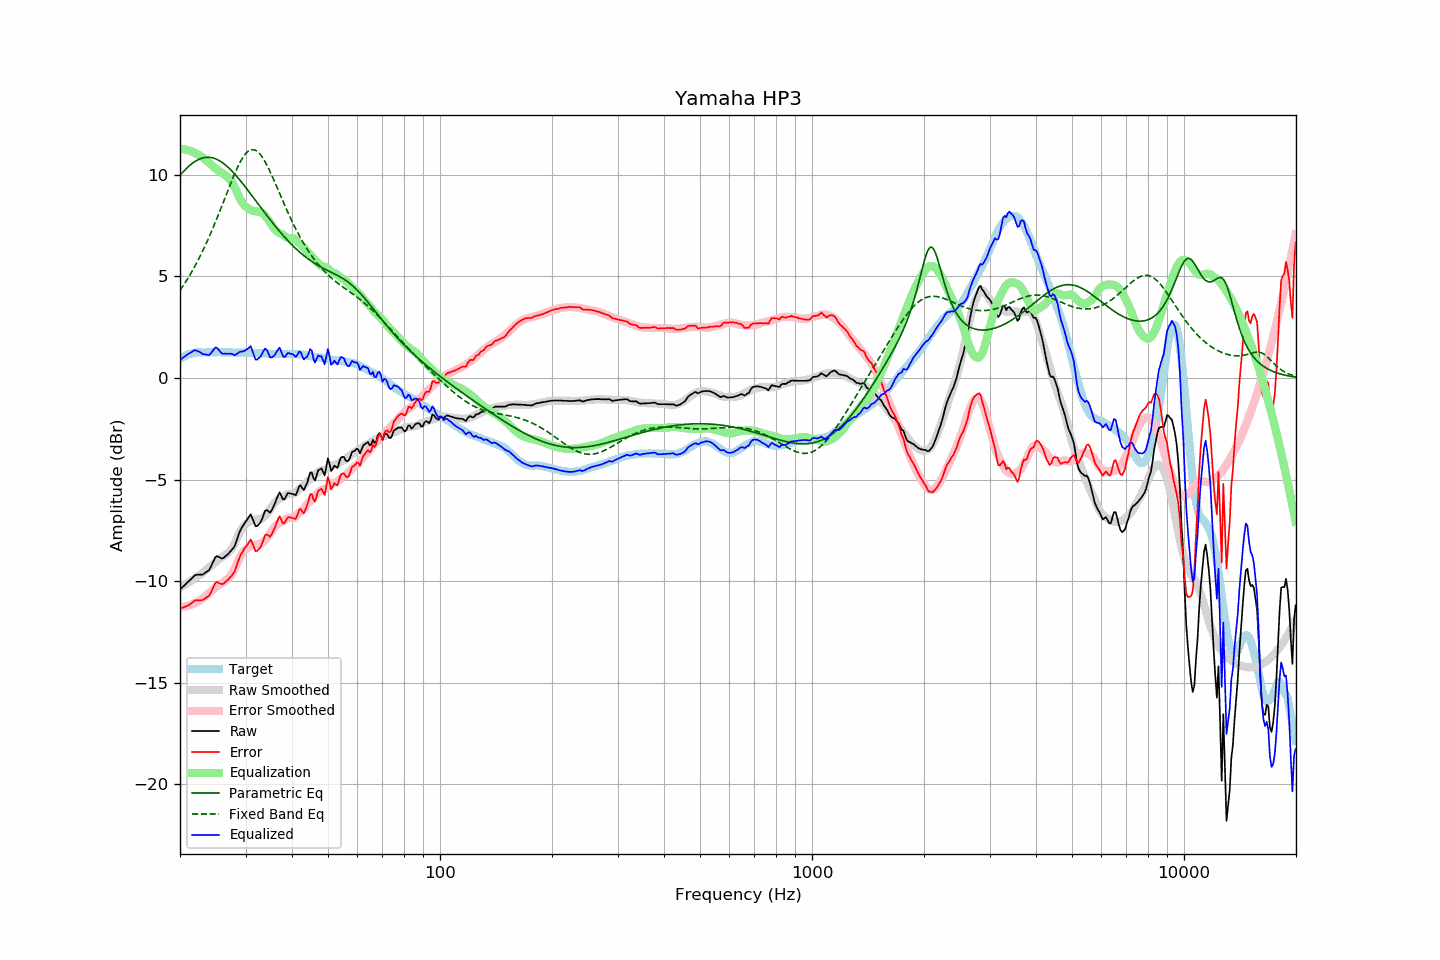 Yamaha HP3
10
5
0
−5
−10
−15
−20
Amplitude (dBr)
Target
Raw Smoothed
Error Smoothed
Raw
Error
Equalization
Parametric Eq
Fixed Band Eq
Equalized
100
1000
10000
Frequency (Hz)